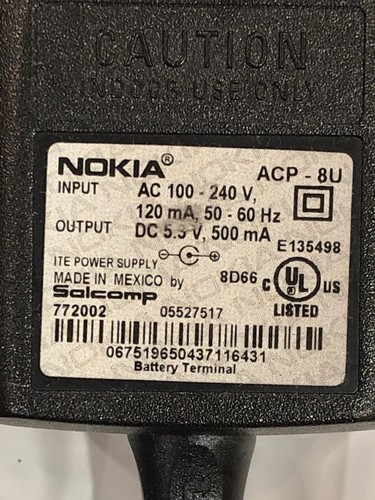 CAUTION
INDOOR USE ONLY
NOKIA® ACP - 8U
INPUT AC 100 - 240 V,
120 mA, 50 - 60 Hz
OUTPUT DC 5.3 V, 500 mA
E135498
ITE POWER SUPPLY
MADE IN MEXICO by 8D66 c UL us
Salcomp LISTED
772002 05527517
067519650437116431
Battery Terminal